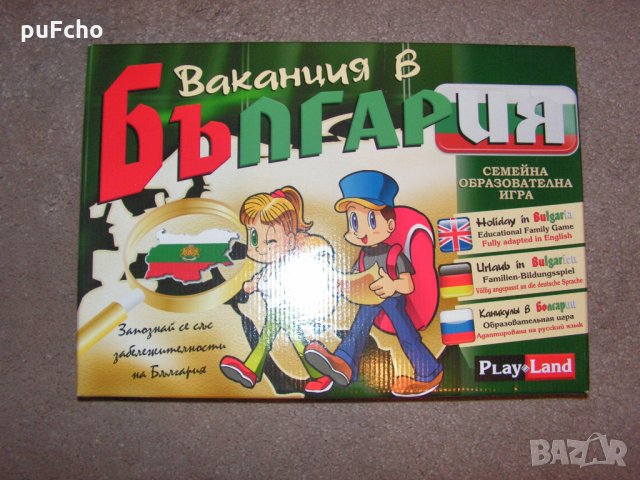 puFcho
Ваканция в
България
СЕМЕЙНА
ОБРАЗОВАТЕЛНА
ИГРА
Holiday in Bulgaria
Educational Family Game
Fully adapted in English
Urlaub in Bulgarien
Familien-Bildungsspiel
Völlig angepasst an die deutsche Sprache
Каникулы в Болгарии
Образовательная игра
Адаптирована на русский язык
Запознай се със
забележителности
на България
PLAY LAND
BAZAR